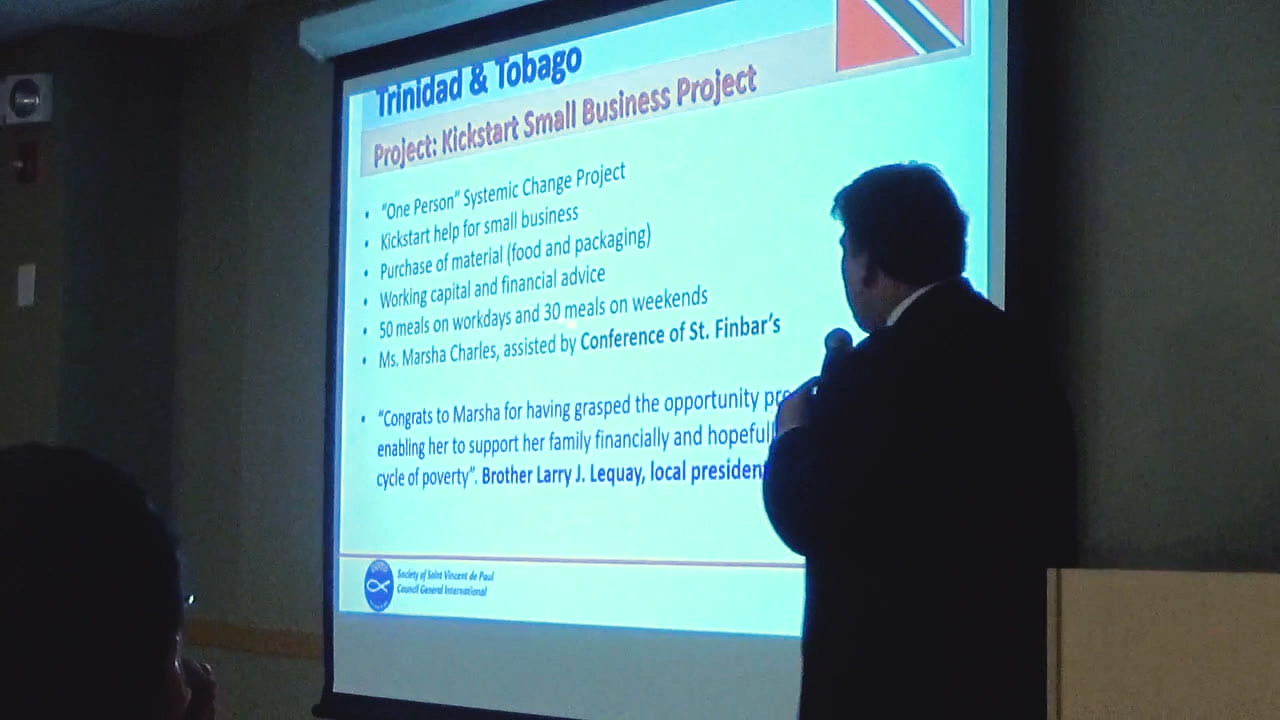 Trinidad & Tobago
Project: Kickstart Small Business Project
• "One Person" Systemic Change Project
• Kickstart help for small business
• Purchase of material (food and packaging)
• Working capital and financial advice
• 50 meals on workdays and 30 meals on weekends
• Ms. Marsha Charles, assisted by Conference of St. Finbar's
• "Congrats to Marsha for having grasped the opportunity
enabling her to support her family financially and
cycle of poverty". Brother Larry J. Lequay, local president
Society of Saint Vincent de Paul
Council General International